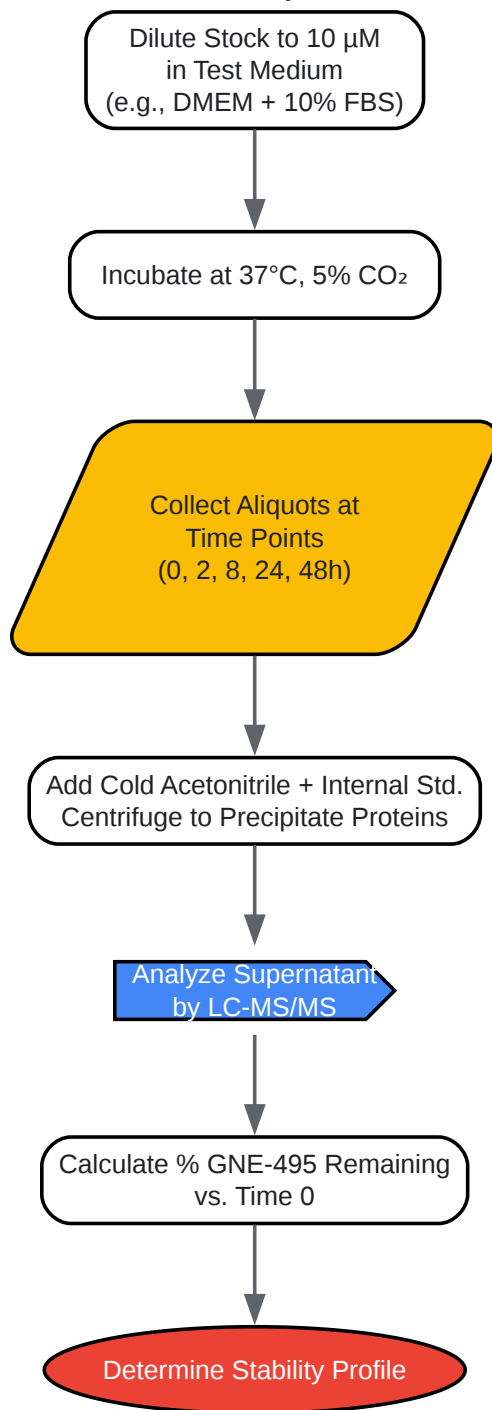 Dilute Stock to 10 µM
in Test Medium
(e.g., DMEM + 10% FBS)
Incubate at 37°C, 5% CO₂
Collect Aliquots at
Time Points
(0, 2, 8, 24, 48h)
Add Cold Acetonitrile + Internal Std.
Centrifuge to Precipitate Proteins
Analyze Supernatant
by LC-MS/MS
Calculate % GNE-495 Remaining
vs. Time 0
Determine Stability Profile